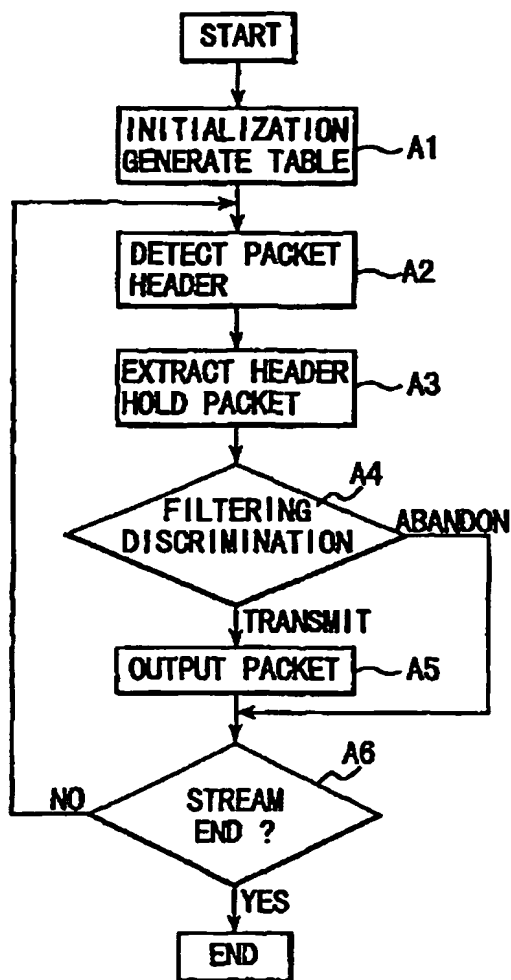 START
INITIALIZATION
GENERATE TABLE
A1
DETECT PACKET
HEADER
A2
EXTRACT HEADER
HOLD PACKET
A3
A4
FILTERING
DISCRIMINATION
ABANDON
TRANSMIT
OUTPUT PACKET
A5
A6
STREAM
END ?
NO
YES
END